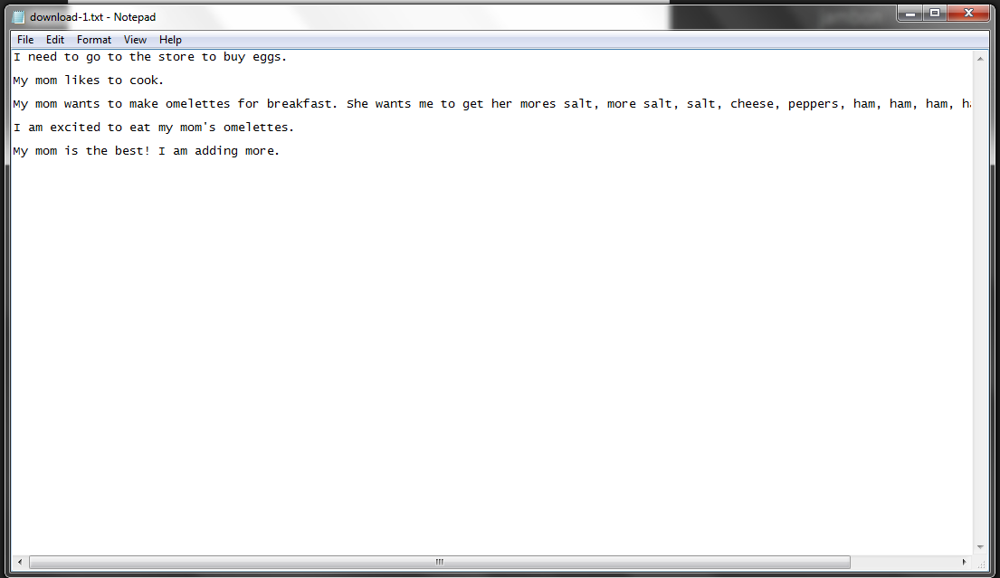 download-1.txt - Notepad
File Edit Format View Help
I need to go to the store to buy eggs.
My mom likes to cook.
My mom wants to make omelettes for breakfast. She wants me to get her mores salt, more salt, salt, cheese, peppers, ham, ham, ham,
I am excited to eat my mom's omelettes.
My mom is the best! I am adding more.